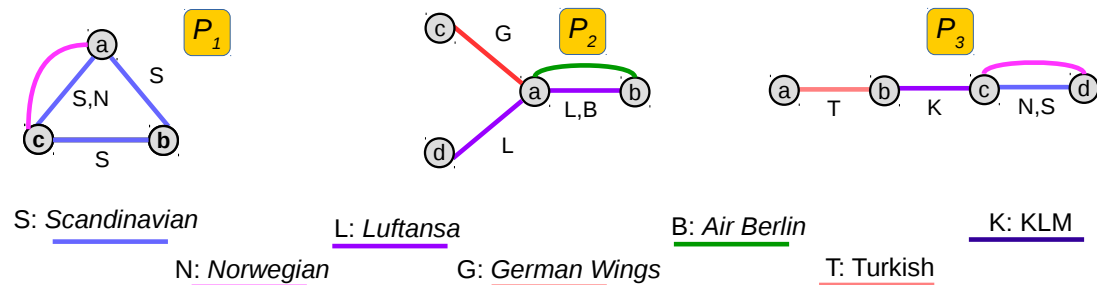 P1
a
S
S,N
c
b
S
P2
c
G
a
b
L,B
d
L
P3
a
b
c
d
T
K
N,S
S: Scandinavian
L: Luftansa
B: Air Berlin
K: KLM
N: Norwegian
G: German Wings
T: Turkish